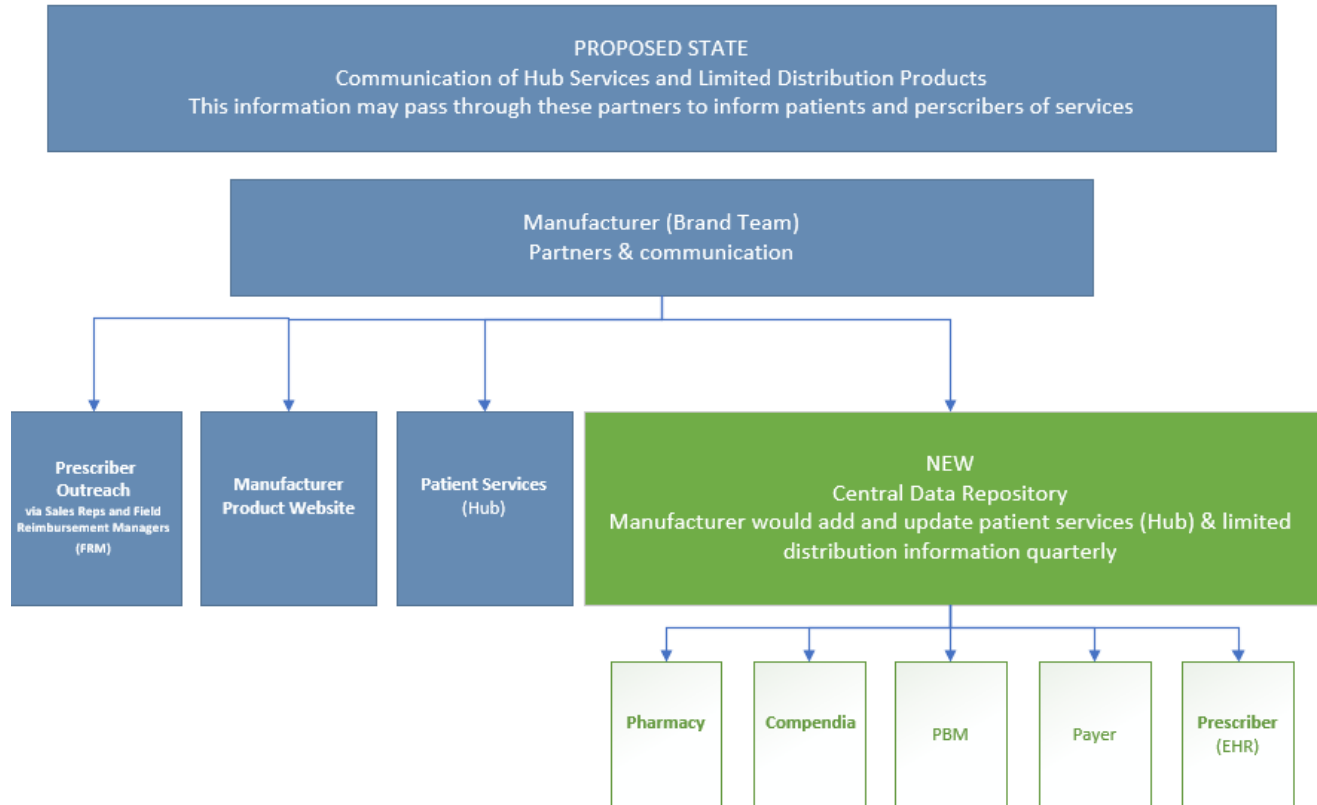 PROPOSED STATE
Communication of Hub Services and Limited Distribution Products
This information may pass through these partners to inform patients and perscribers of services
Manufacturer (Brand Team)
Partners & communication
Prescriber
Outreach
via Sales Reps and Field
Reimbursement Managers
(FRM)
Manufacturer
Product Website
Patient Services
(Hub)
NEW
Central Data Repository
Manufacturer would add and update patient services (Hub) & limited
distribution information quarterly
Pharmacy
Compendia
PBM
Payer
Prescriber
(EHR)